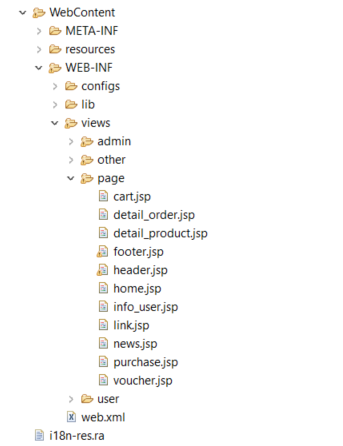 WebContent
META-INF
resources
WEB-INF
configs
lib
views
admin
other
page
cart.jsp
detail_order.jsp
detail_product.jsp
footer.jsp
header.jsp
home.jsp
info_user.jsp
link.jsp
news.jsp
purchase.jsp
voucher.jsp
user
web.xml
i18n-res.ra